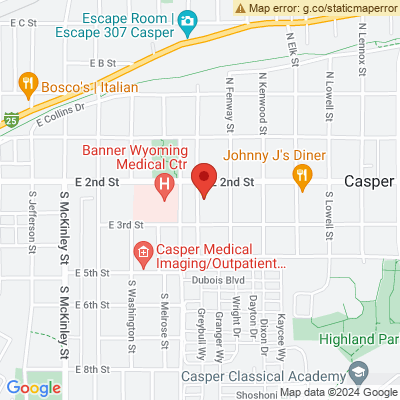 Map error: g.co/staticmaperror
E C St
Escape Room |
Escape 307 Casper
N Elk St
N Lennox St
E B St
Bosco's | Italian
E Collins Dr
25
N Fenway St
N Kenwood St
N Lowell St
Banner Wyoming
Medical Ctr
Johnny J's Diner
E 2nd St
H
E 2nd St
Casper
S Jefferson St
S McKinley St
S Lowell St
E 3rd St
Casper Medical
Imaging/Outpatient...
E 5th St
Dubois Blvd
S Washington St
S Melrose St
E 6th St
Greybull Wy
Granger Wy
Wright Dr
Dayton Dr
Dixon Dr
Kaycee Wy
Highland Par
S McKinley St
E 8th St
Casper Classical Academy
Shoshoni
Google
Map data ©2024 Google